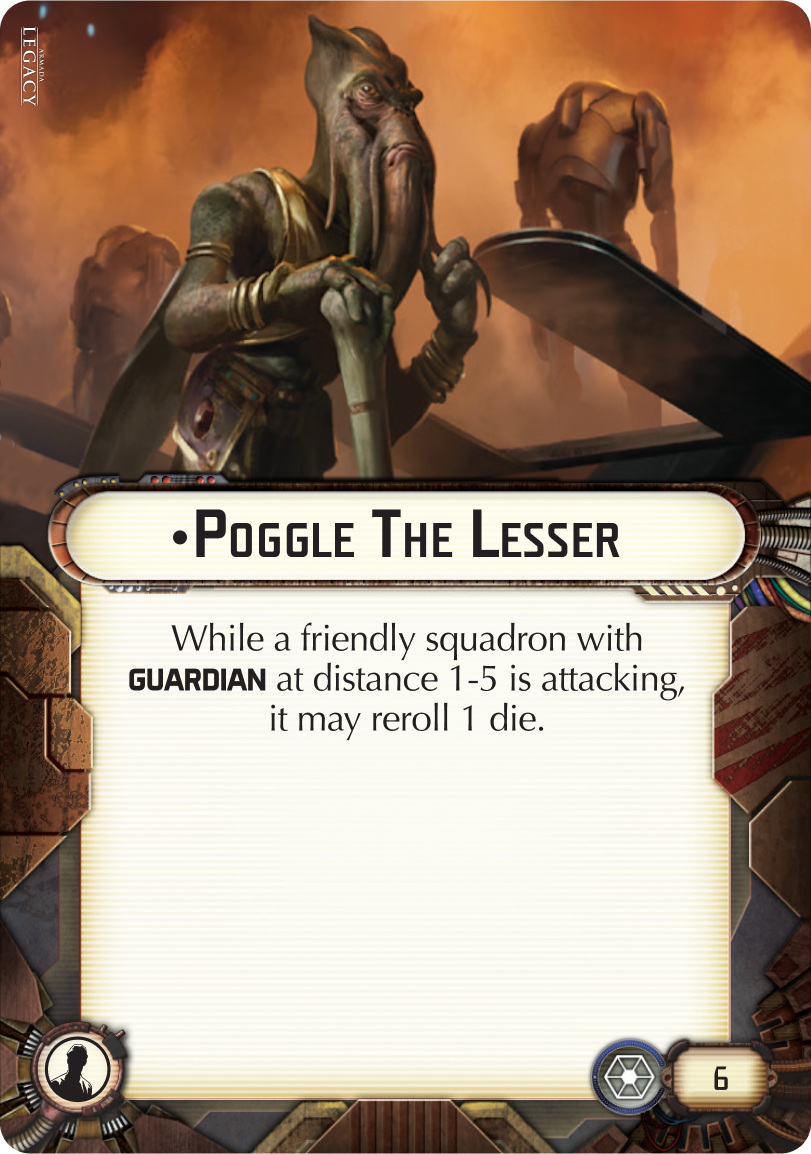 ARMADA
LEGACY
•Poggle The Lesser
While a friendly squadron with
GUARDIAN at distance 1-5 is attacking,
it may reroll 1 die.
6